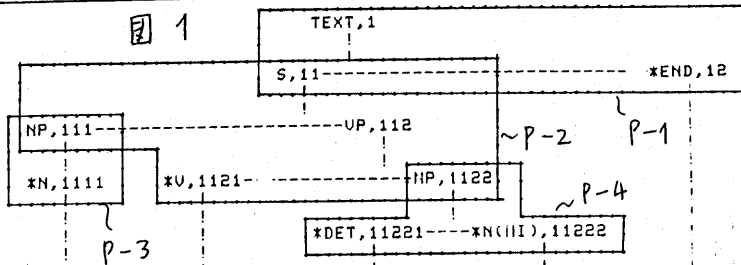 図 1
TEXT,1
S,11 *END,12
NP,111 VP,112 ~P-2 P-1
*N,1111 *V,1121 NP,1122 ~P-4
P-3 *DET,11221 *N(III),11222